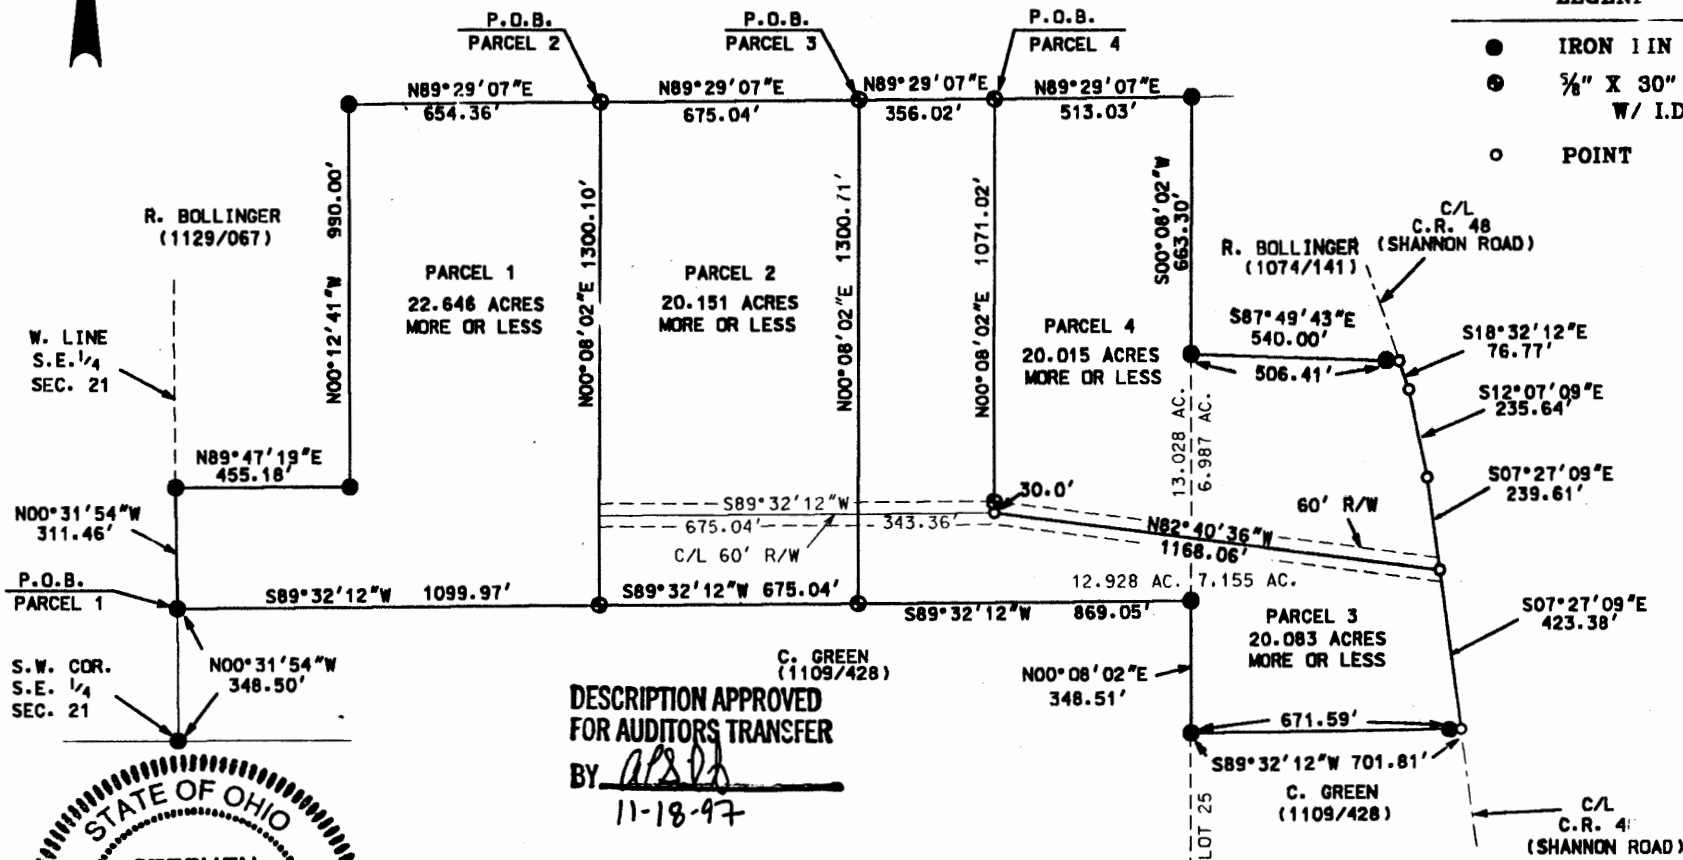 P.O.B.
PARCEL 2
P.O.B.
PARCEL 3
P.O.B.
PARCEL 4
IRON
5/8" X 30"
W/ I.D
POINT
N89°29'07"E
654.36'
N89°29'07"E
675.04'
N89°29'07"E
356.02'
N89°29'07"E
513.03'
R. BOLLINGER
(1129/067)
N00°12'41"W 990.00'
PARCEL 1
22.646 ACRES
MORE OR LESS
N00°08'02"E 1300.10'
PARCEL 2
20.151 ACRES
MORE OR LESS
N00°08'02"E 1300.71'
N00°08'02"E 1071.02'
PARCEL 4
20.015 ACRES
MORE OR LESS
S00°08'02"W
663.30'
R. BOLLINGER
(1074/141)
C/L
C.R. 48
(SHANNON ROAD)
S87°49'43"E
540.00'
506.41'
S18°32'12"E
76.77'
S12°07'09"E
235.64'
S07°27'09"E
239.61'
W. LINE
S.E. 1/4
SEC. 21
N89°47'19"E
455.18'
N00°31'54"W
311.46'
13.028 AC.
6.987 AC.
S89°32'12"W
675.04'
343.36'
C/L 60' R/W
30.0'
60' R/W
N82°40'36"W
1168.06'
12.928 AC.
7.155 AC.
P.O.B.
PARCEL 1
S89°32'12"W 1099.97'
S89°32'12"W 675.04'
S89°32'12"W 869.05'
PARCEL 3
20.083 ACRES
MORE OR LESS
S07°27'09"E
423.38'
S.W. COR.
S.E. 1/4
SEC. 21
N00°31'54"W
348.50'
C. GREEN
(1109/428)
N00°08'02"E
348.51'
671.59'
S89°32'12"W 701.81'
C. GREEN
(1109/428)
LOT 25
C/L
C.R. 4
(SHANNON ROAD)
DESCRIPTION APPROVED
FOR AUDITORS TRANSFER
BY
11-18-97
STATE OF OHIO